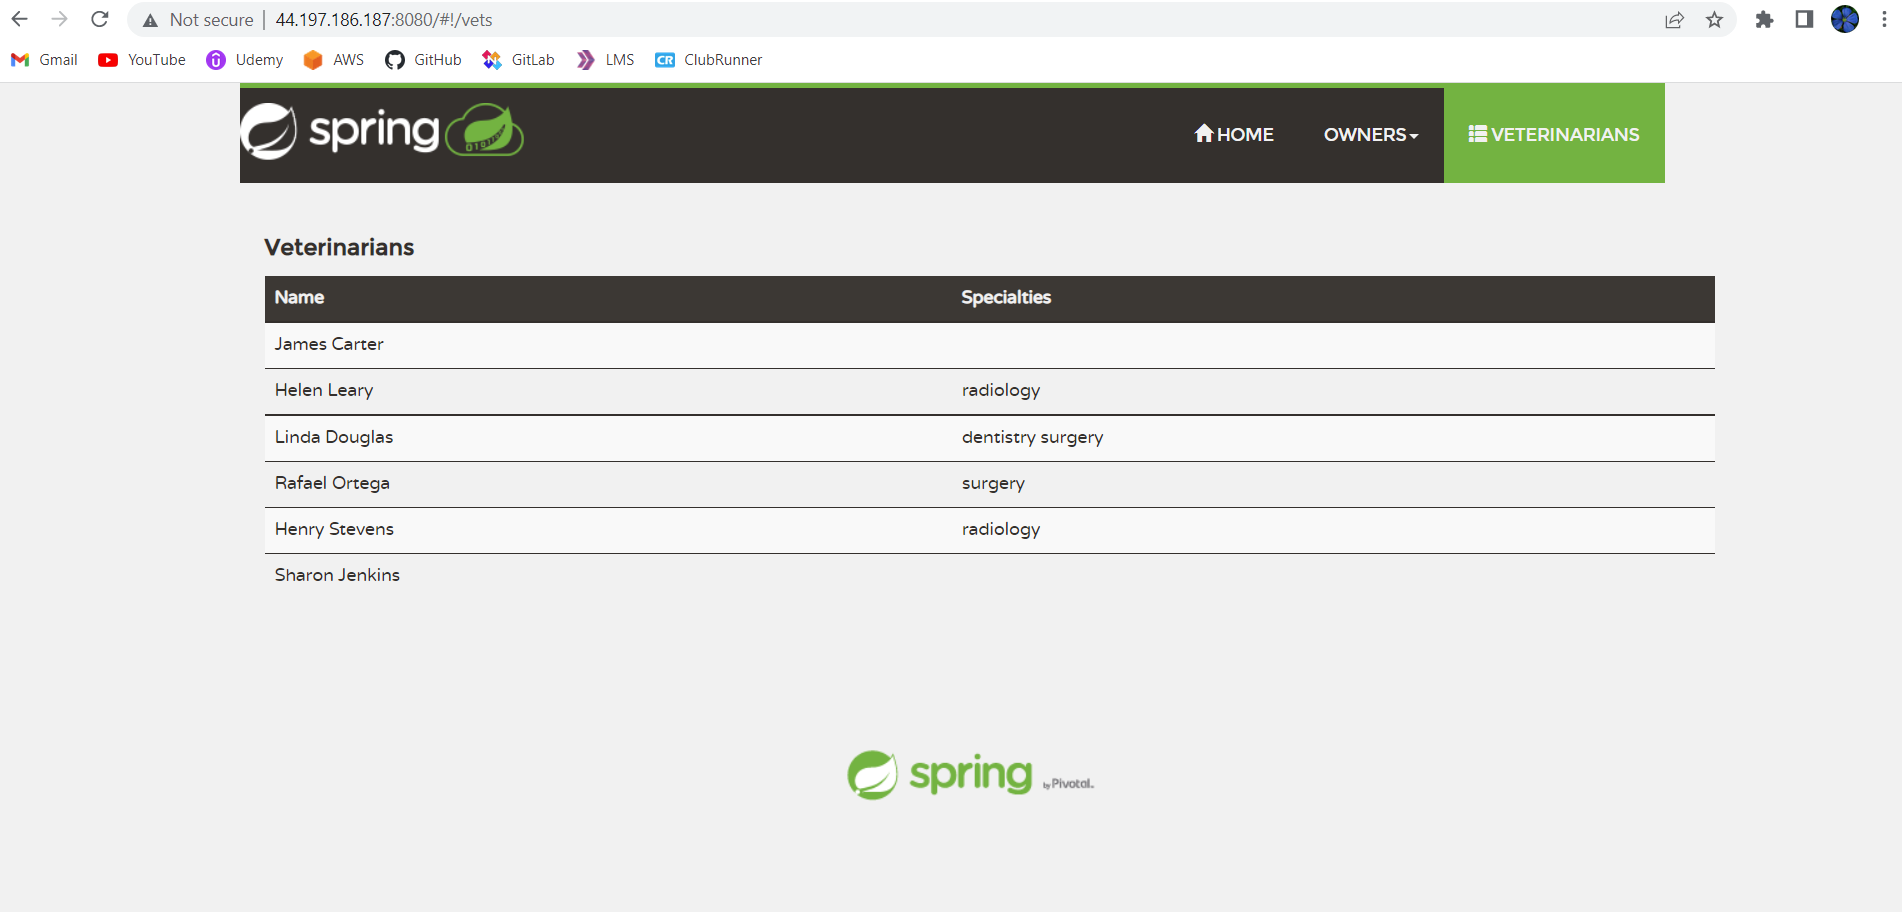 Not secure | 44.197.186.187:8080/#!/vets
Gmail YouTube Udemy AWS GitHub GitLab LMS CR ClubRunner
spring HOME OWNERS VETERINARIANS
Veterinarians
Name Specialties
James Carter
Helen Leary radiology
Linda Douglas dentistry surgery
Rafael Ortega surgery
Henry Stevens radiology
Sharon Jenkins
spring by Pivotal.